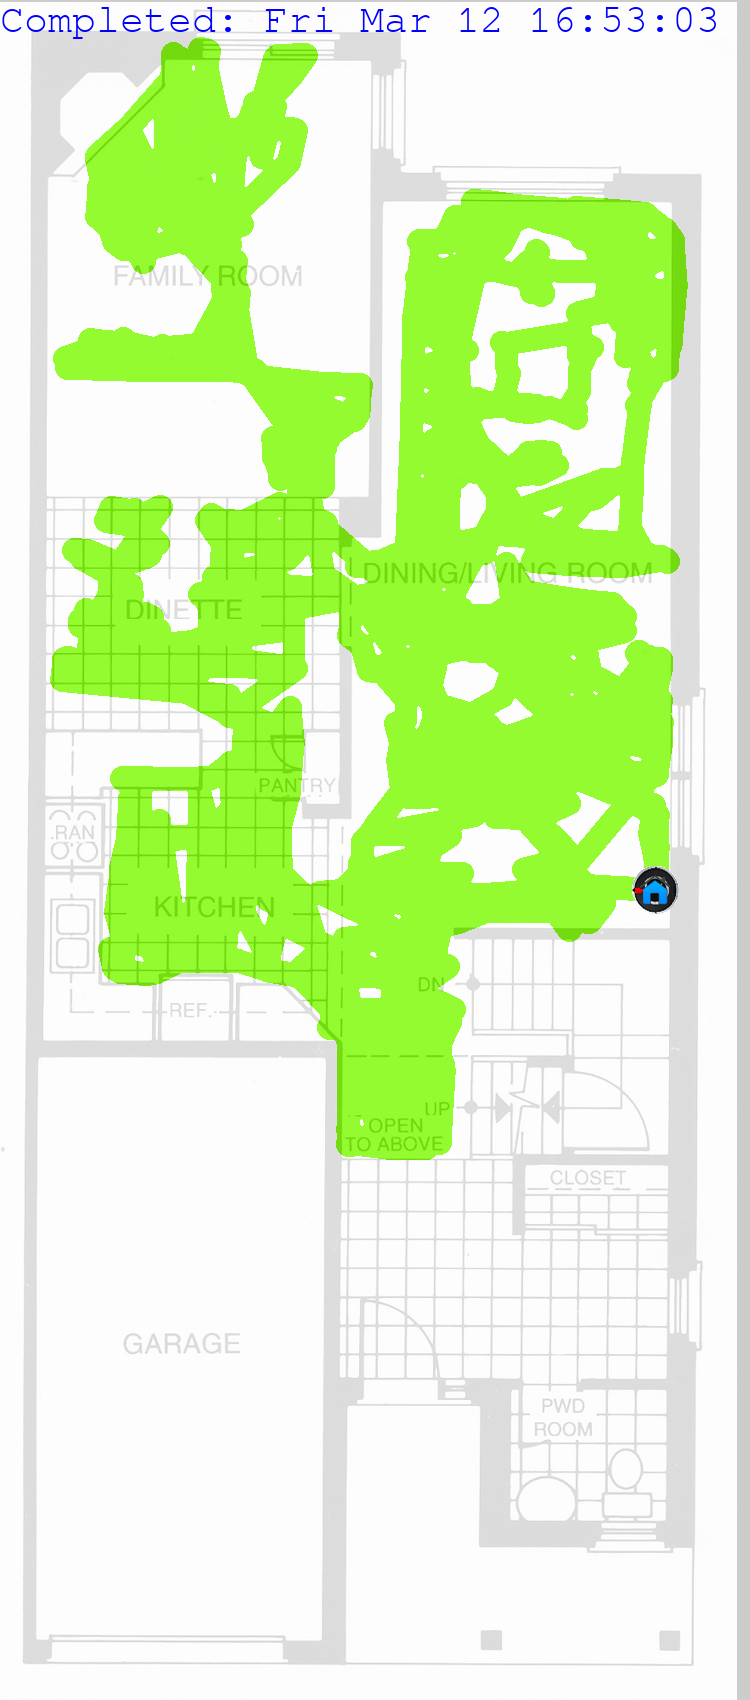 Completed: Fri Mar 12 16:53:03
FAMILY ROOM
DINING/LIVING ROOM
DINETTE
PANTRY
RAN
KITCHEN
DN
REF.
UP
OPEN
TO ABOVE
CLOSET
GARAGE
PWD
ROOM